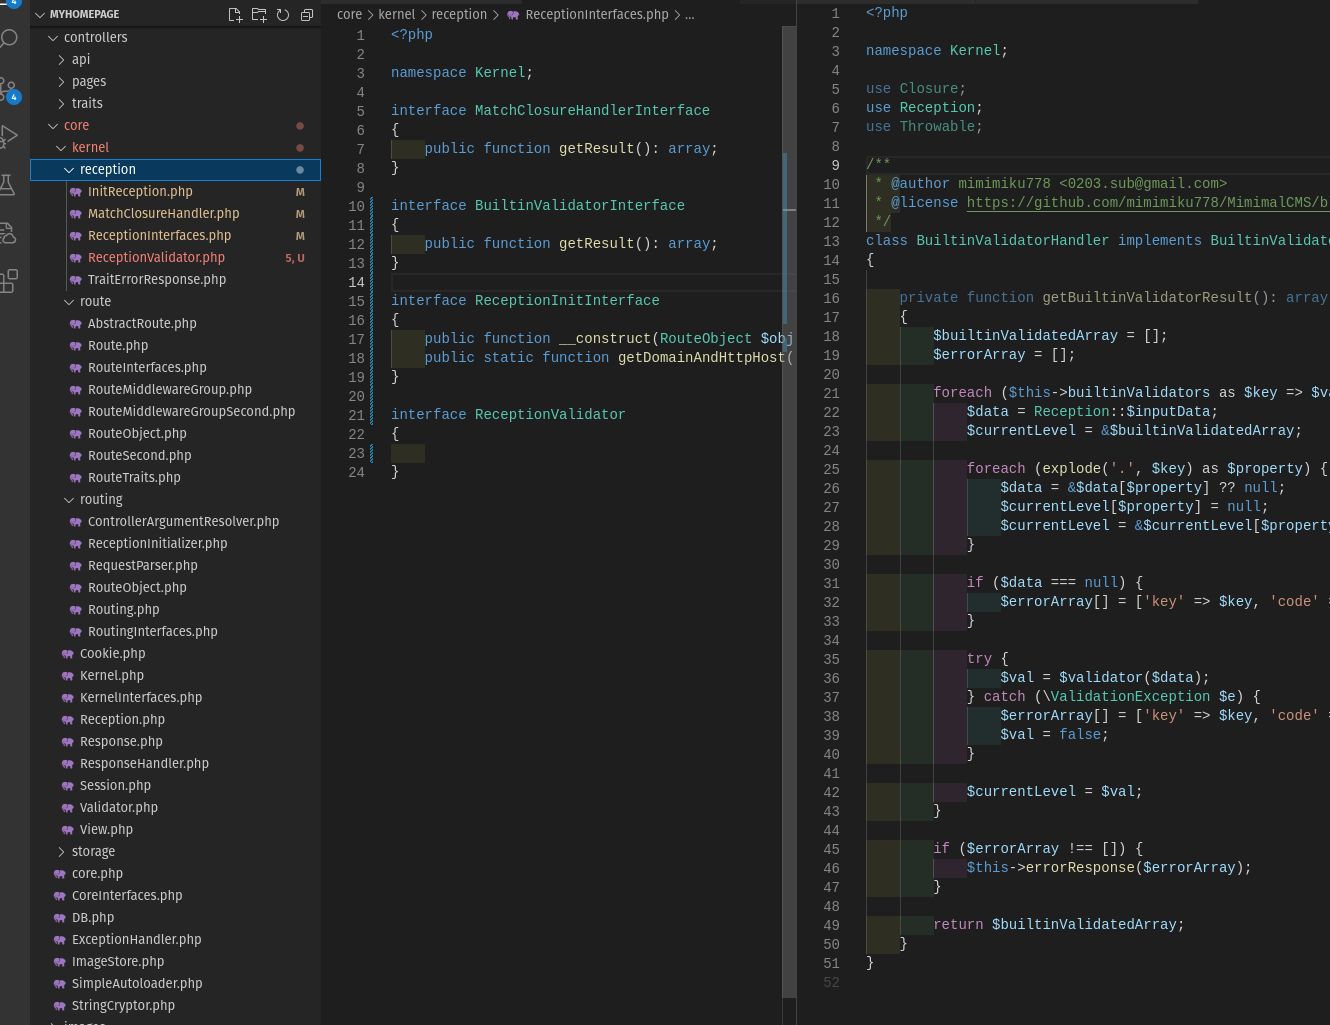 4
MYHOMEPAGE
controllers
api
pages
traits
4
core
kernel
reception
InitReception.php M
MatchClosureHandler.php M
ReceptionInterfaces.php M
ReceptionValidator.php 5, U
TraitErrorResponse.php
route
AbstractRoute.php
Route.php
RouteInterfaces.php
RouteMiddlewareGroup.php
RouteMiddlewareGroupSecond.php
RouteObject.php
RouteSecond.php
RouteTraits.php
routing
ControllerArgumentResolver.php
ReceptionInitializer.php
RequestParser.php
RouteObject.php
Routing.php
RoutingInterfaces.php
Cookie.php
Kernel.php
KernelInterfaces.php
Reception.php
Response.php
ResponseHandler.php
Session.php
Validator.php
View.php
storage
core.php
CoreInterfaces.php
DB.php
ExceptionHandler.php
ImageStore.php
SimpleAutoloader.php
StringCryptor.php
core > kernel > reception > ReceptionInterfaces.php > ...
1 <?php
2
3 namespace Kernel;
4
5 interface MatchClosureHandlerInterface
6 {
7 public function getResult(): array;
8 }
9
10 interface BuiltinValidatorInterface
11 {
12 public function getResult(): array;
13 }
14
15 interface ReceptionInitInterface
16 {
17 public function __construct(RouteObject $obj
18 public static function getDomainAndHttpHost(
19 }
20
21 interface ReceptionValidator
22 {
23
24 }
1 <?php
2
3 namespace Kernel;
4
5 use Closure;
6 use Reception;
7 use Throwable;
8
9 /**
10 * @author mimimiku778 <0203.sub@gmail.com>
11 * @license https://github.com/mimimiku778/MimimalCMS/b
12 */
13 class BuiltinValidatorHandler implements BuiltinValidat
14 {
15
16 private function getBuiltinValidatorResult(): array
17 {
18 $builtinValidatedArray = [];
19 $errorArray = [];
20
21 foreach ($this->builtinValidators as $key => $v
22 $data = Reception::$inputData;
23 $currentLevel = &$builtinValidatedArray;
24
25 foreach (explode('.', $key) as $property) {
26 $data = &$data[$property] ?? null;
27 $currentLevel[$property] = null;
28 $currentLevel = &$currentLevel[$property
29 }
30
31 if ($data === null) {
32 $errorArray[] = ['key' => $key, 'code' =
33 }
34
35 try {
36 $val = $validator($data);
37 } catch (\ValidationException $e) {
38 $errorArray[] = ['key' => $key, 'code' =
39 $val = false;
40 }
41
42 $currentLevel = $val;
43 }
44
45 if ($errorArray !== []) {
46 $this->errorResponse($errorArray);
47 }
48
49 return $builtinValidatedArray;
50 }
51 }
52